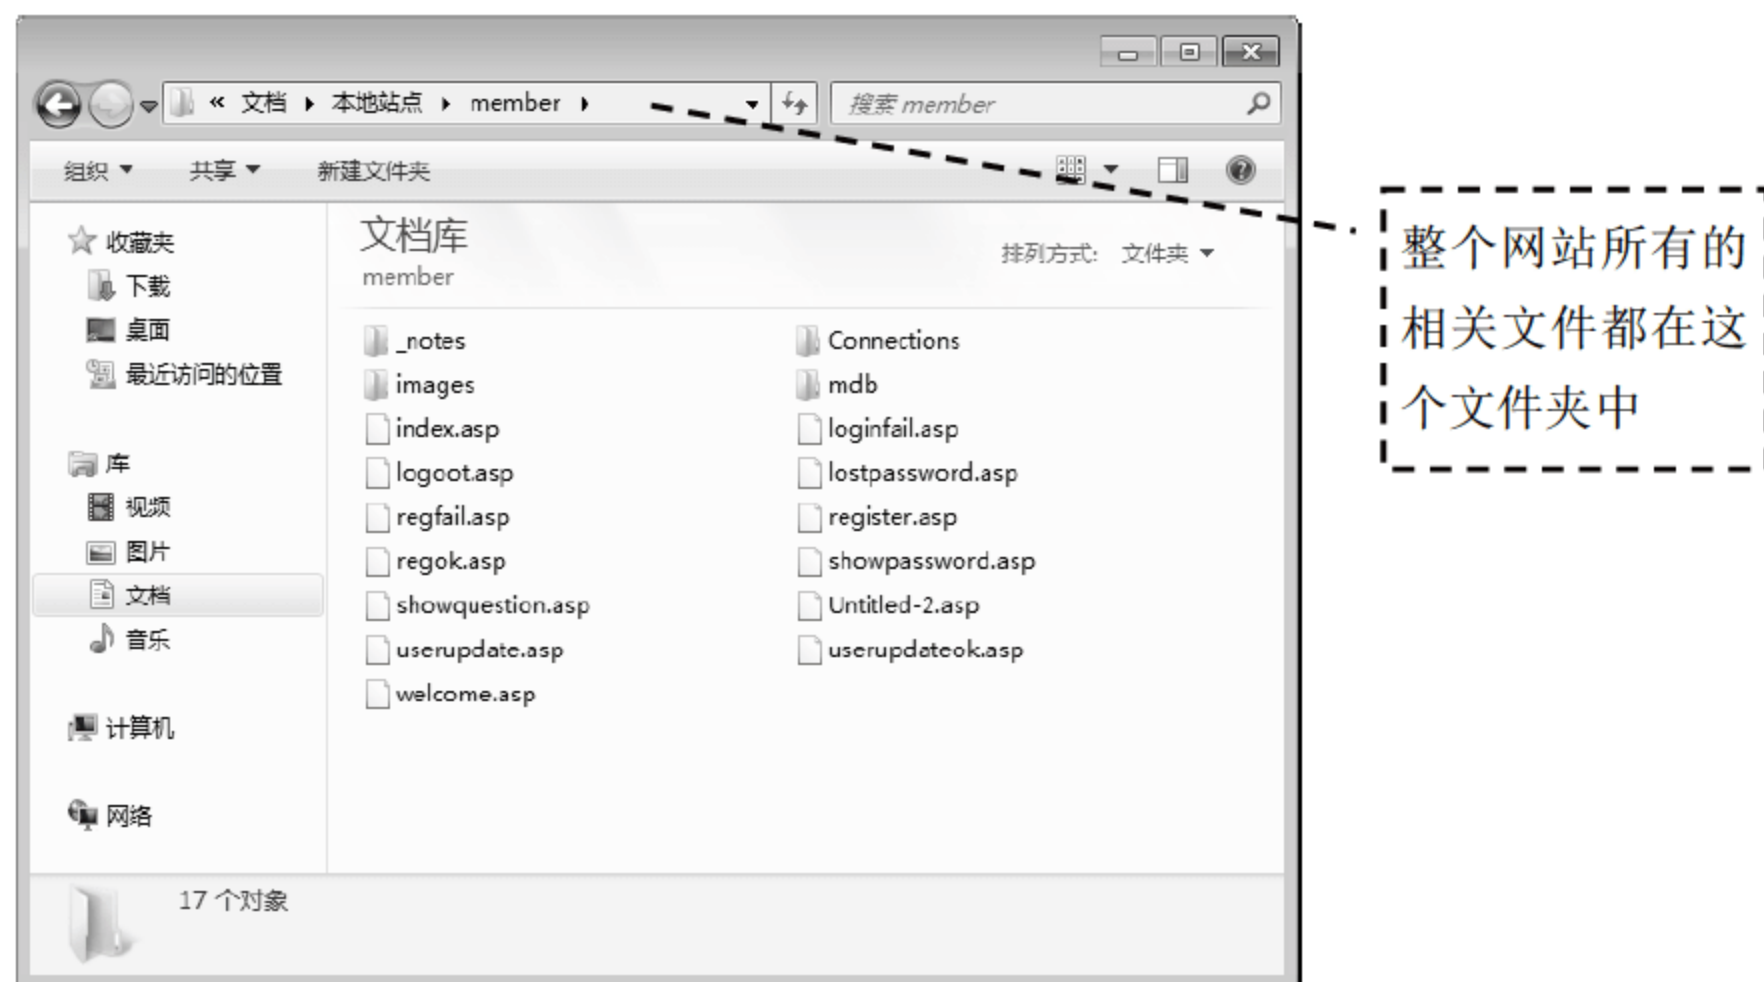 « 文档 ▸ 本地站点 ▸ member ▸
搜索 member
组织 共享 新建文件夹
收藏夹
下载
桌面
最近访问的位置
库
视频
图片
文档
音乐
计算机
网络
文档库
member
排列方式: 文件夹
_notes Connections
images mdb
index.asp loginfail.asp
logoot.asp lostpassword.asp
regfail.asp register.asp
regok.asp showpassword.asp
showquestion.asp Untitled-2.asp
userupdate.asp userupdateok.asp
welcome.asp
17 个对象
整个网站所有的
相关文件都在这
个文件夹中